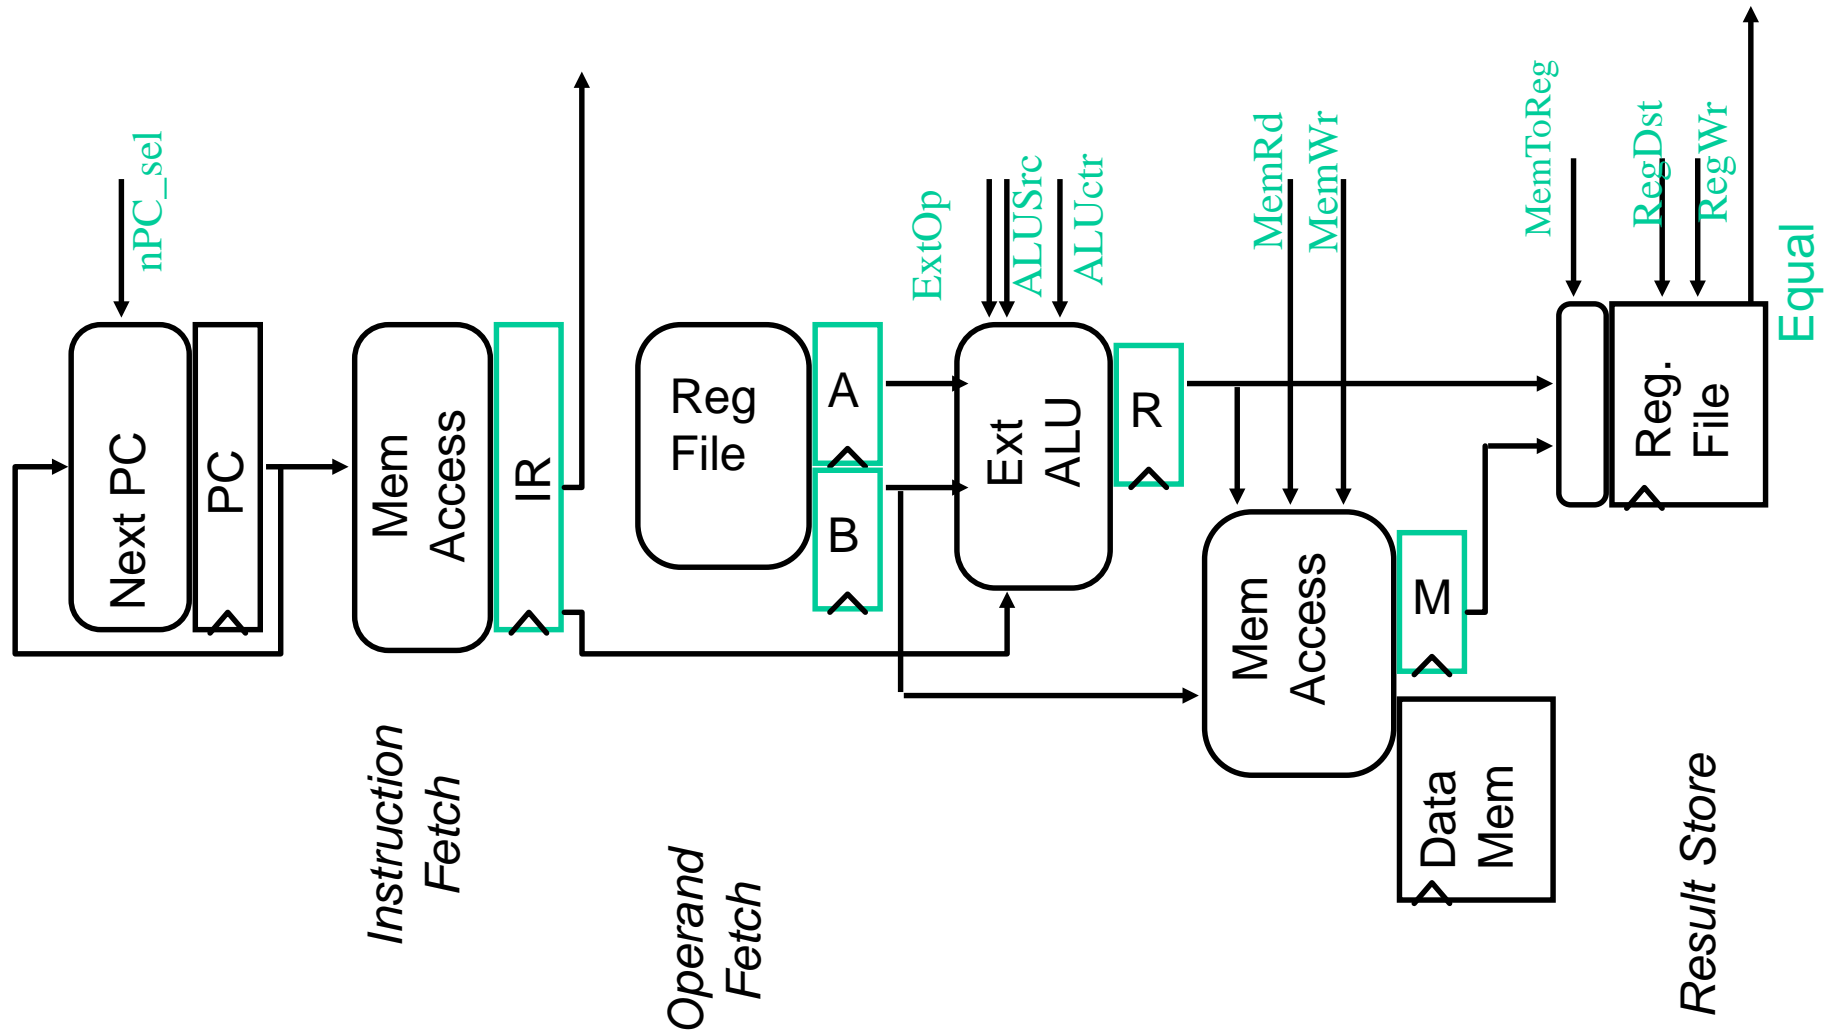 nPC_sel
Next PC
PC
Mem
Access
IR
Instruction
Fetch
Reg
File
A
B
Operand
Fetch
ExtOp
ALUSrc
ALUctr
Ext
ALU
R
MemRd
MemWr
Mem
Access
M
Data
Mem
MemToReg
RegDst
RegWr
Reg.
File
Equal
Result Store